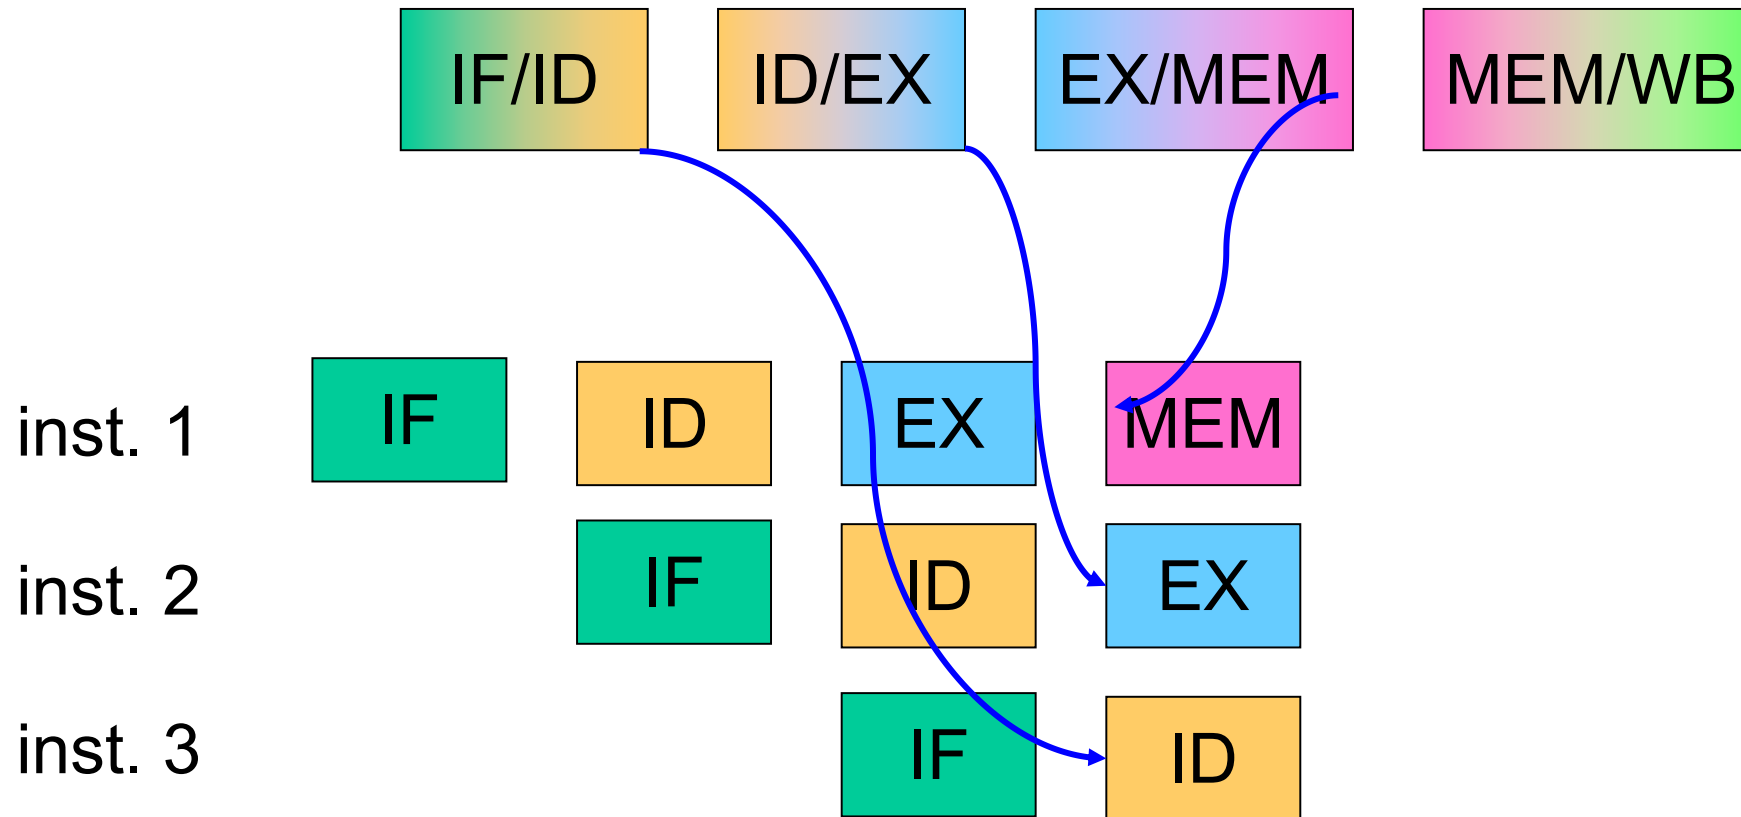 IF/ID ID/EX EX/MEM MEM/WB
inst. 1 IF ID EX MEM
inst. 2 IF ID EX
inst. 3 IF ID